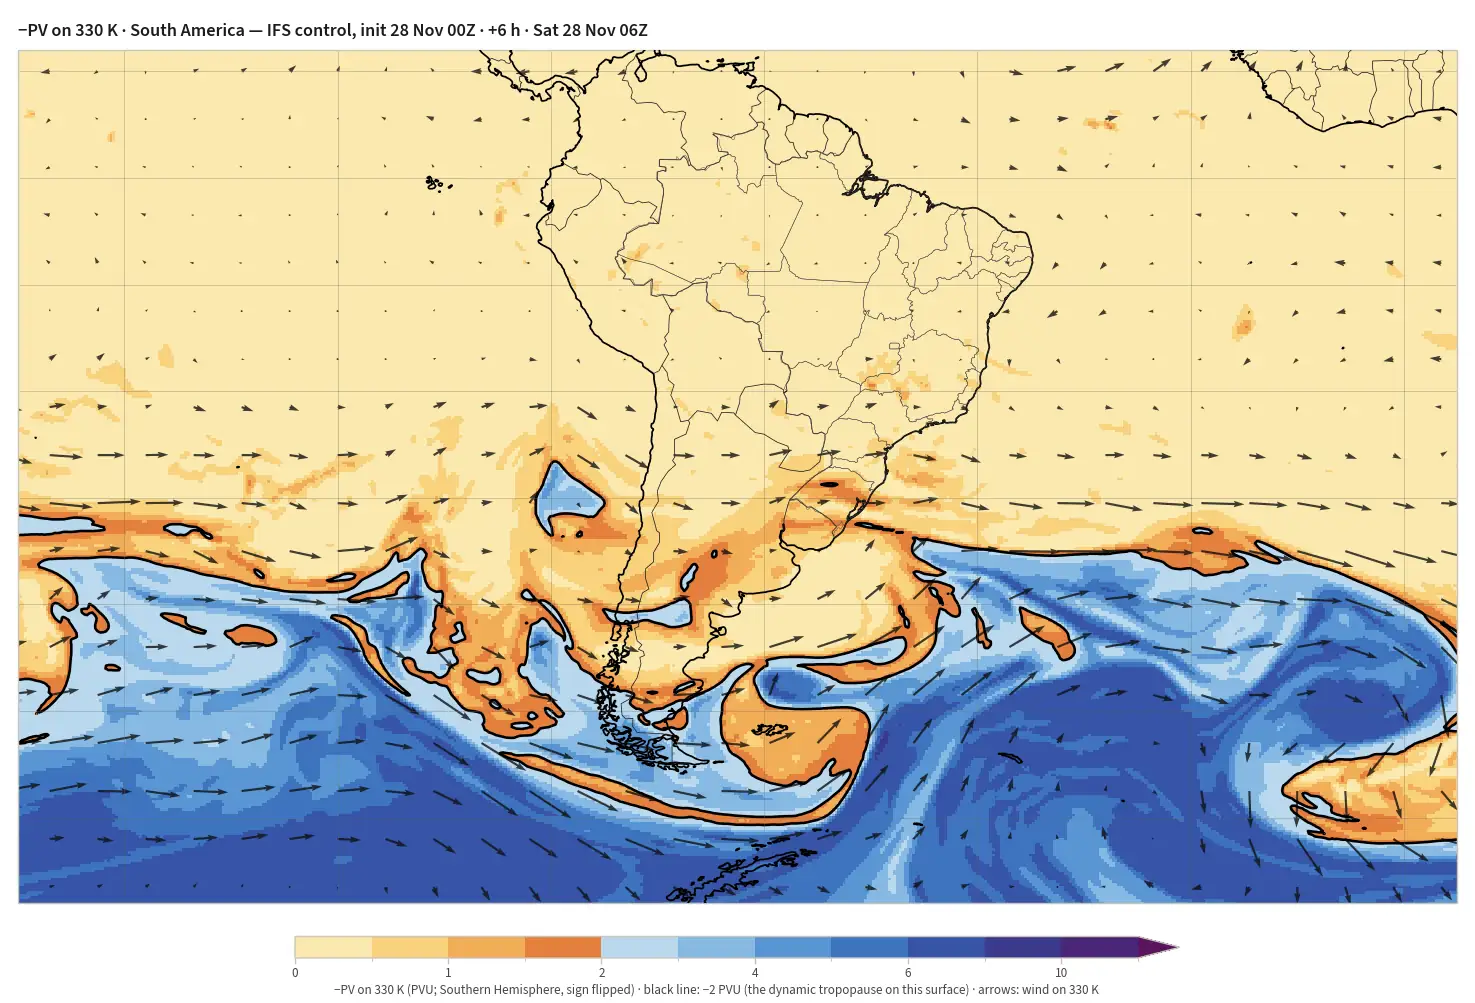 −PV on 330 K · South America — IFS control, init 28 Nov 00Z · +6 h · Sat 28 Nov 06Z
0 1 2 4 6 10
−PV on 330 K (PVU; Southern Hemisphere, sign flipped) · black line: −2 PVU (the dynamic tropopause on this surface) · arrows: wind on 330 K